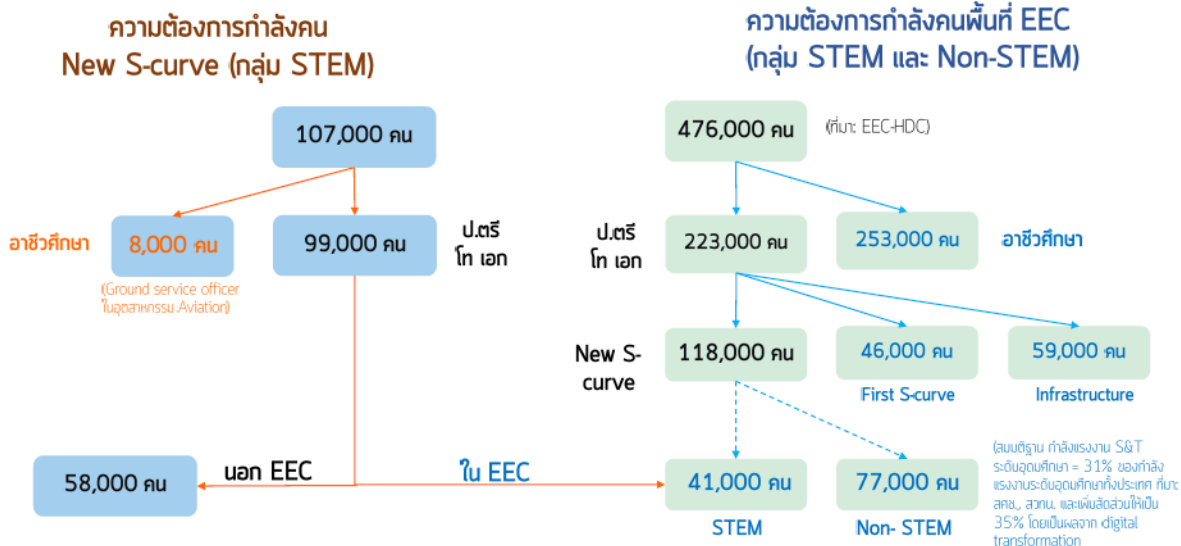 ความต้องการกำลังคน
New S-curve (กลุ่ม STEM)
107,000 คน
อาชีวศึกษา
8,000 คน
99,000 คน
ป.ตรี
โท เอก
(Ground service officer
ในอุตสาหกรรม Aviation)
58,000 คน
นอก EEC
ใน EEC
ความต้องการกำลังคนพื้นที่ EEC
(กลุ่ม STEM และ Non-STEM)
476,000 คน
(ที่มา: EEC-HDC)
ป.ตรี
โท เอก
223,000 คน
253,000 คน
อาชีวศึกษา
New S-
curve
118,000 คน
46,000 คน
59,000 คน
First S-curve
Infrastructure
41,000 คน
77,000 คน
STEM
Non- STEM
(สมมติฐาน กำลังแรงงาน S&T
ระดับอุดมศึกษา = 31% ของกำลัง
แรงงานระดับอุดมศึกษาทั้งประเทศ ที่มา:
สศช., สวทน. และเพิ่มสัดส่วนให้เป็น
35% โดยเป็นผลจาก digital
transformation